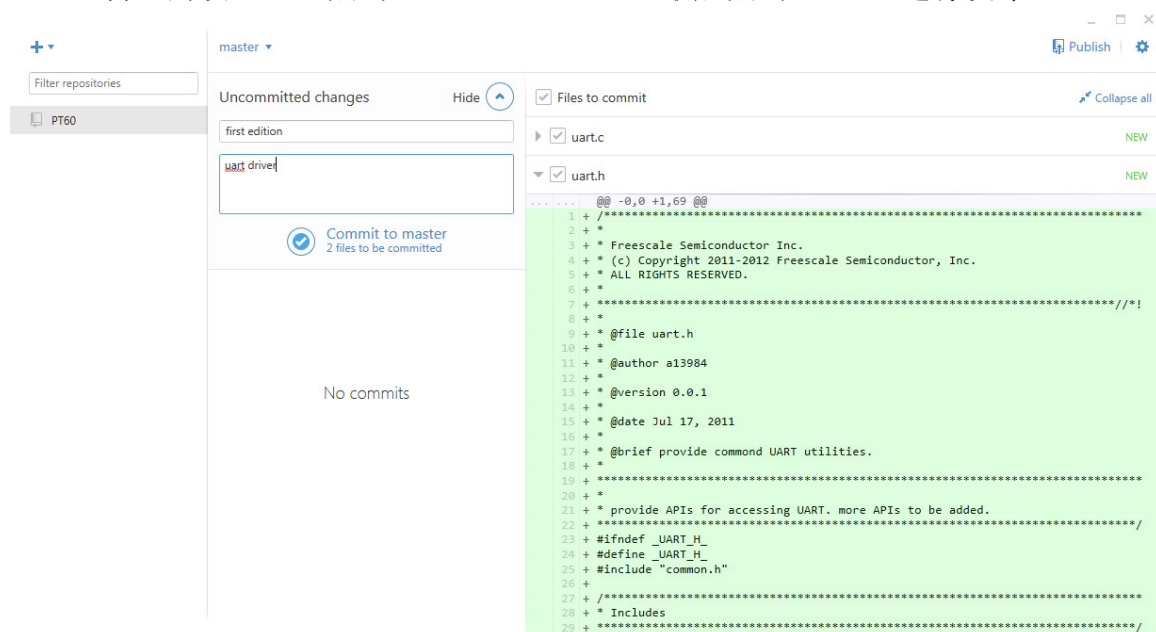 master
Publish
Filter repositories
PT60
Uncommitted changes
Hide
first edition
uart driver
Commit to master
2 files to be committed
No commits
Files to commit
Collapse all
uart.c
NEW
uart.h
NEW
... ... @@ -0,0 +1,69 @@
1 + /******************************************************************************
2 + *
3 + * Freescale Semiconductor Inc.
4 + * (c) Copyright 2011-2012 Freescale Semiconductor, Inc.
5 + * ALL RIGHTS RESERVED.
6 + *
7 + ***************************************************************************//*!
8 + *
9 + * @file uart.h
10 + *
11 + * @author a13984
12 + *
13 + * @version 0.0.1
14 + *
15 + * @date Jul 17, 2011
16 + *
17 + * @brief provide commond UART utilities.
18 + *
19 + *******************************************************************************
20 + *
21 + * provide APIs for accessing UART. more APIs to be added.
22 + ******************************************************************************/
23 + #ifndef _UART_H_
24 + #define _UART_H_
25 + #include "common.h"
26 +
27 + /******************************************************************************
28 + * Includes
29 + ******************************************************************************/